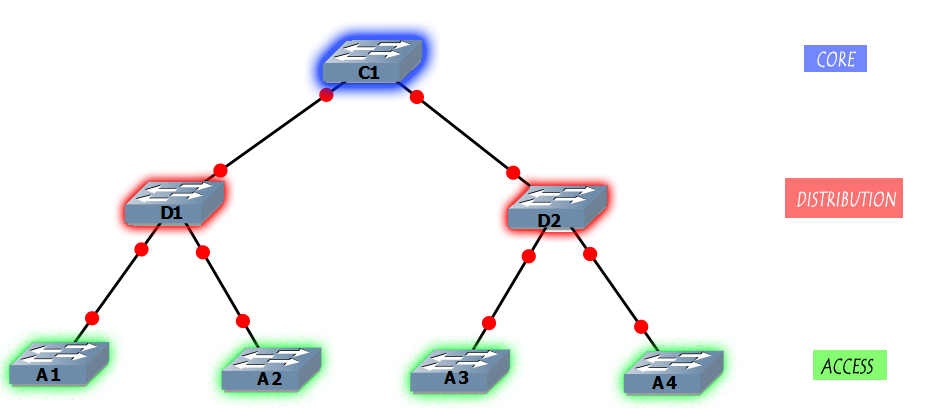 C1
CORE
D1
D2
DISTRIBUTION
A1
A2
A3
A4
ACCESS